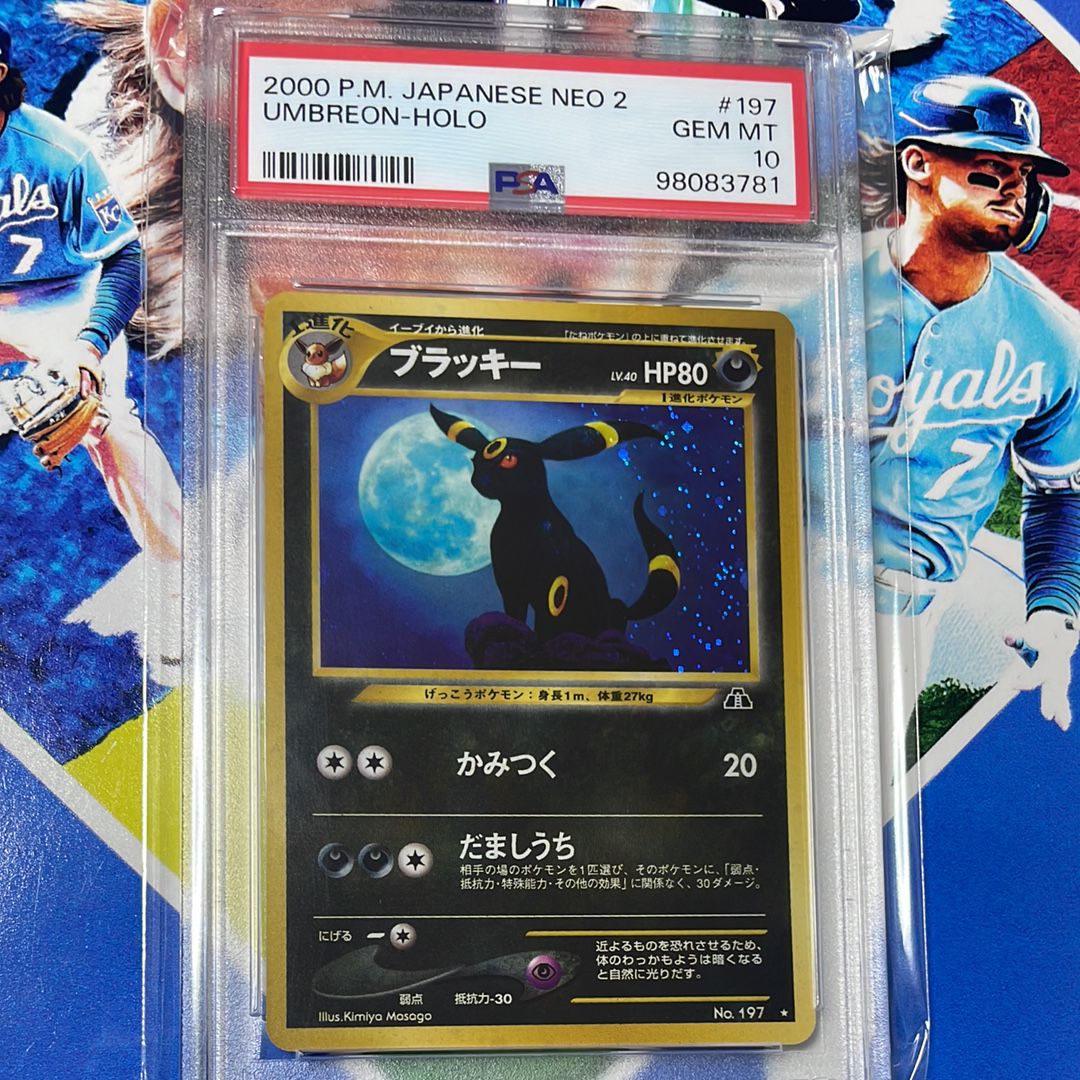 2000 P.M. JAPANESE NEO 2 #197
UMBREON-HOLO GEM MT
10
PSA 98083781
K
als
KC
7
oyals
7
進化
イーブイから進化
「たねポケモン」の上に重ねて進化させます。
ブラッキー LV.40 HP80
1進化ポケモン
げっこうポケモン：身長1m、体重27kg
かみつく 20
だましうち
相手の場のポケモンを1匹選び、そのポケモンに、「弱点・
抵抗力・特殊能力・その他の効果」に関係なく、30ダメージ。
にげる
近よるものを恐れさせるため、
体のわっかもようは暗くなる
と自然に光りだす。
弱点 抵抗力-30
Illus.Kimiya Masago No. 197 ★